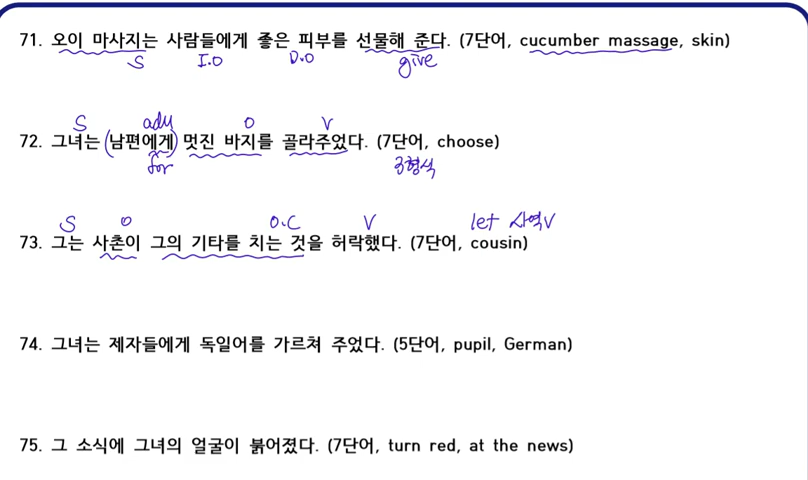 71. 오이 마사지는 사람들에게 좋은 피부를 선물해 준다. (7단어, cucumber massage, skin)
S I.O D.O give
S adv O V
72. 그녀는 (남편에게) 멋진 바지를 골라주었다. (7단어, choose)
for 3형식
S O O.C V let 사역V
73. 그는 사촌이 그의 기타를 치는 것을 허락했다. (7단어, cousin)
74. 그녀는 제자들에게 독일어를 가르쳐 주었다. (5단어, pupil, German)
75. 그 소식에 그녀의 얼굴이 붉어졌다. (7단어, turn red, at the news)